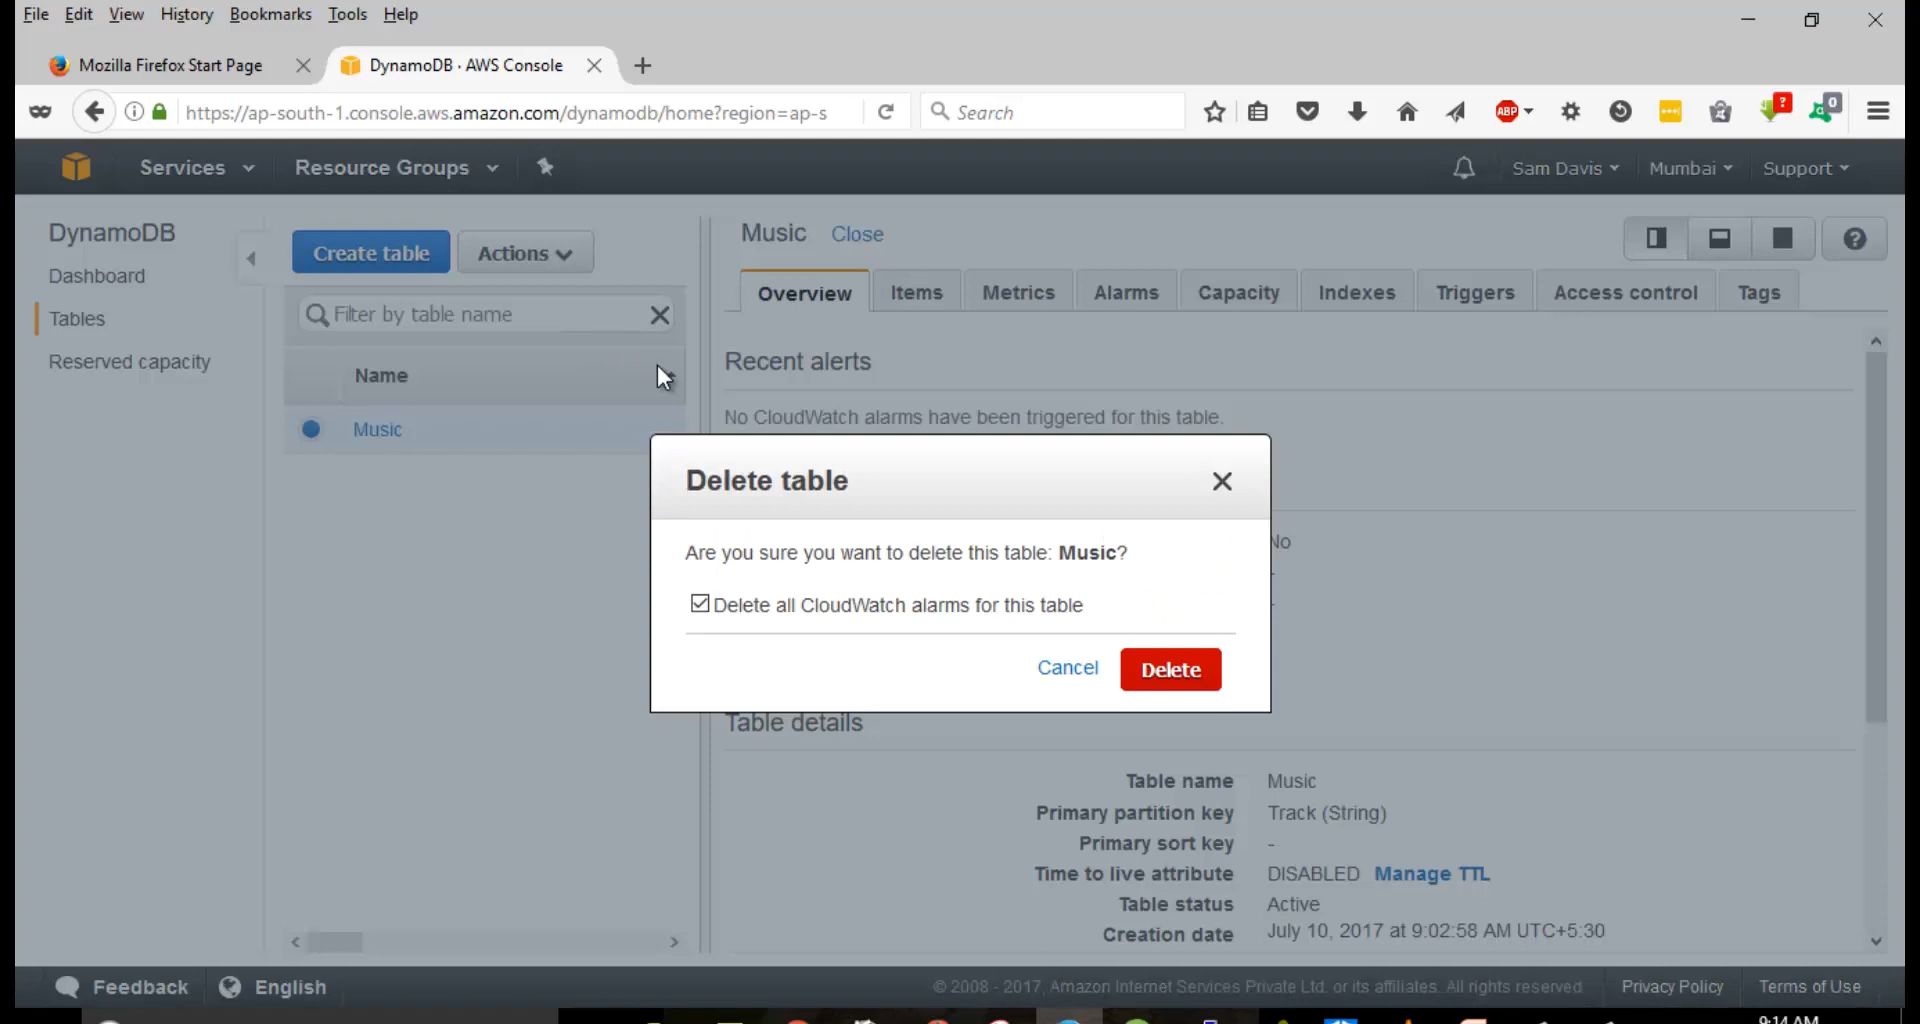 File Edit View History Bookmarks Tools Help
Mozilla Firefox Start Page
DynamoDB · AWS Console
https://ap-south-1.console.aws.amazon.com/dynamodb/home?region=ap-s
Search
ABP
?
0
Services
Resource Groups
Sam Davis
Mumbai
Support
DynamoDB
Dashboard
Tables
Reserved capacity
Create table
Actions
Filter by table name
Name
Music
Music Close
Overview Items Metrics Alarms Capacity Indexes Triggers Access control Tags
Recent alerts
No CloudWatch alarms have been triggered for this table.
No
-
-
Delete table
Are you sure you want to delete this table: Music?
Delete all CloudWatch alarms for this table
Cancel Delete
Table details
Table name Music
Primary partition key Track (String)
Primary sort key -
Time to live attribute DISABLED Manage TTL
Table status Active
Creation date July 10, 2017 at 9:02:58 AM UTC+5:30
Feedback English
© 2008 - 2017, Amazon Internet Services Private Ltd. or its affiliates. All rights reserved.
Privacy Policy Terms of Use
9:14 AM